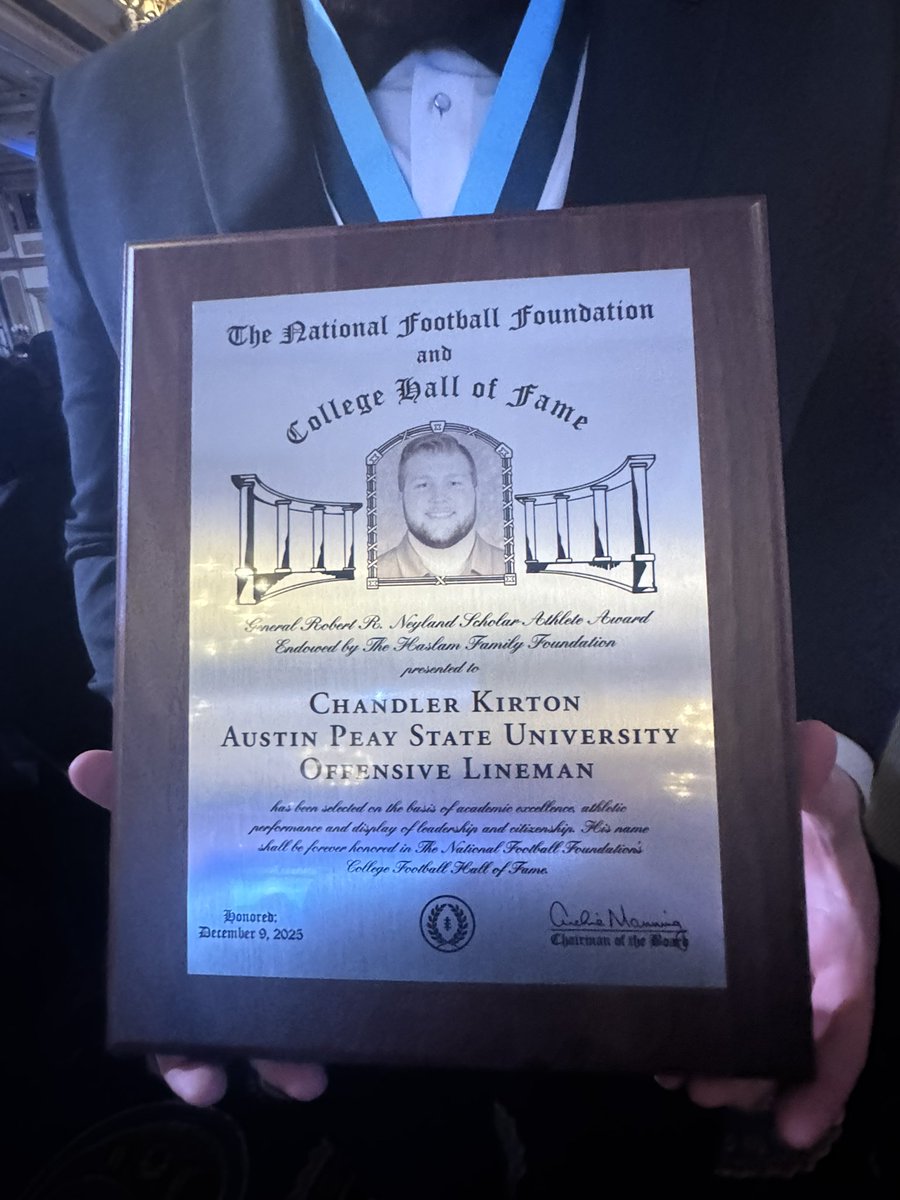 The National Football Foundation
and
College Hall of Fame
General Robert R. Neyland Scholar-Athlete Award
Endowed by The Haslam Family Foundation
presented to
CHANDLER KIRTON
AUSTIN PEAY STATE UNIVERSITY
OFFENSIVE LINEMAN
has been selected on the basis of academic excellence, athletic
performance and display of leadership and citizenship. His name
shall be forever honored in The National Football Foundation's
College Football Hall of Fame.
Honored:
December 9, 2025
Archie Manning
Chairman of the Board